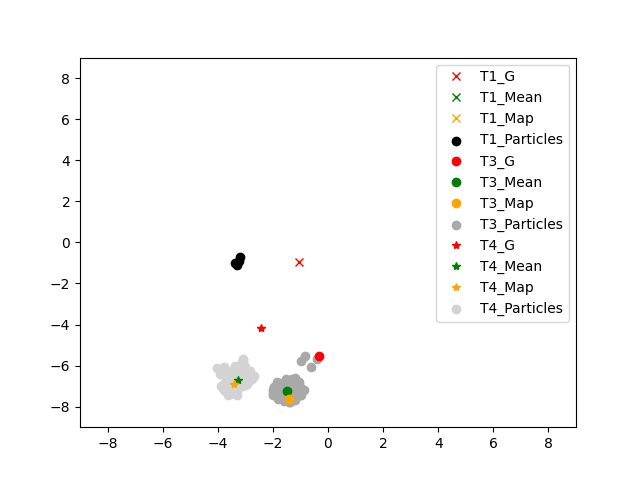 8
6
4
2
0
−2
−4
−6
−8
−8 −6 −4 −2 0 2 4 6 8
T1_G
T1_Mean
T1_Map
T1_Particles
T3_G
T3_Mean
T3_Map
T3_Particles
T4_G
T4_Mean
T4_Map
T4_Particles